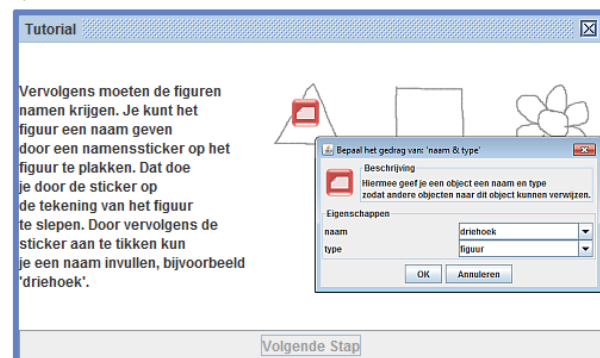 Tutorial
Vervolgens moeten de figuren
namen krijgen. Je kunt het
figuur een naam geven
door een namenssticker op het
figuur te plakken. Dat doe
je door de sticker op
de tekening van het figuur
te slepen. Door vervolgens de
sticker aan te tikken kun
je een naam invullen, bijvoorbeeld
'driehoek'.
Bepaal het gedrag van: 'naam & type'
Beschrijving
Hiermee geef je een object een naam en type
zodat andere objecten naar dit object kunnen verwijzen.
Eigenschappen
naam driehoek
type figuur
OK Annuleren
Volgende Stap